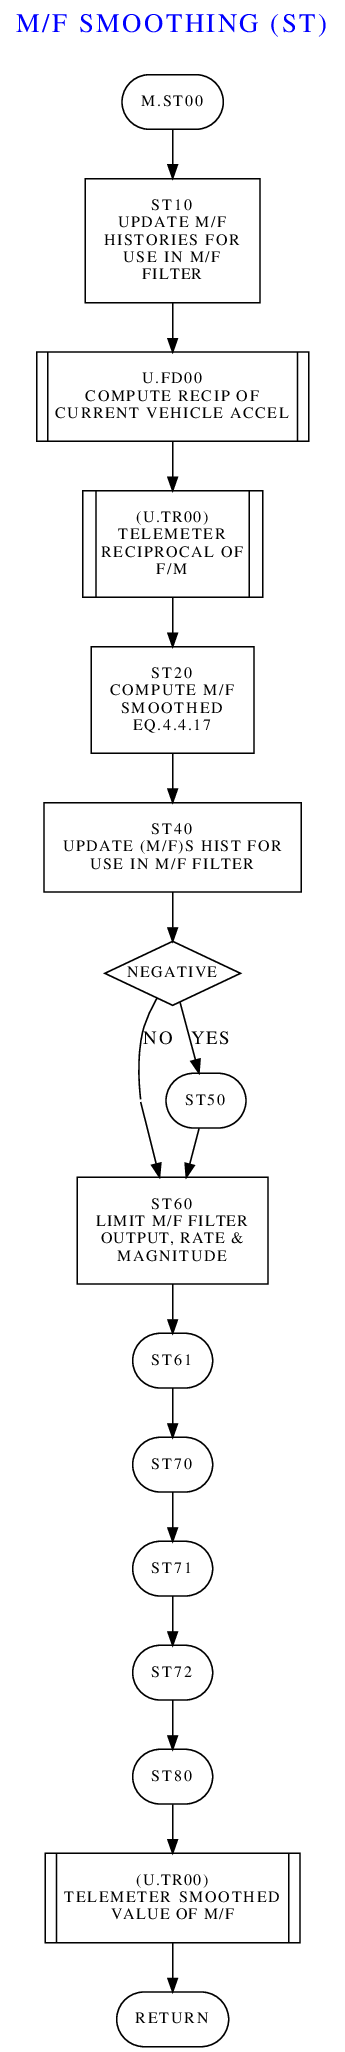 M/F SMOOTHING (ST)
M.ST00
ST10
UPDATE M/F
HISTORIES FOR
USE IN M/F
FILTER
U.FD00
COMPUTE RECIP OF
CURRENT VEHICLE ACCEL
(U.TR00)
TELEMETER
RECIPROCAL OF
F/M
ST20
COMPUTE M/F
SMOOTHED
EQ.4.4.17
ST40
UPDATE (M/F)S HIST FOR
USE IN M/F FILTER
NEGATIVE
NO YES
ST50
ST60
LIMIT M/F FILTER
OUTPUT, RATE &
MAGNITUDE
ST61
ST70
ST71
ST72
ST80
(U.TR00)
TELEMETER SMOOTHED
VALUE OF M/F
RETURN